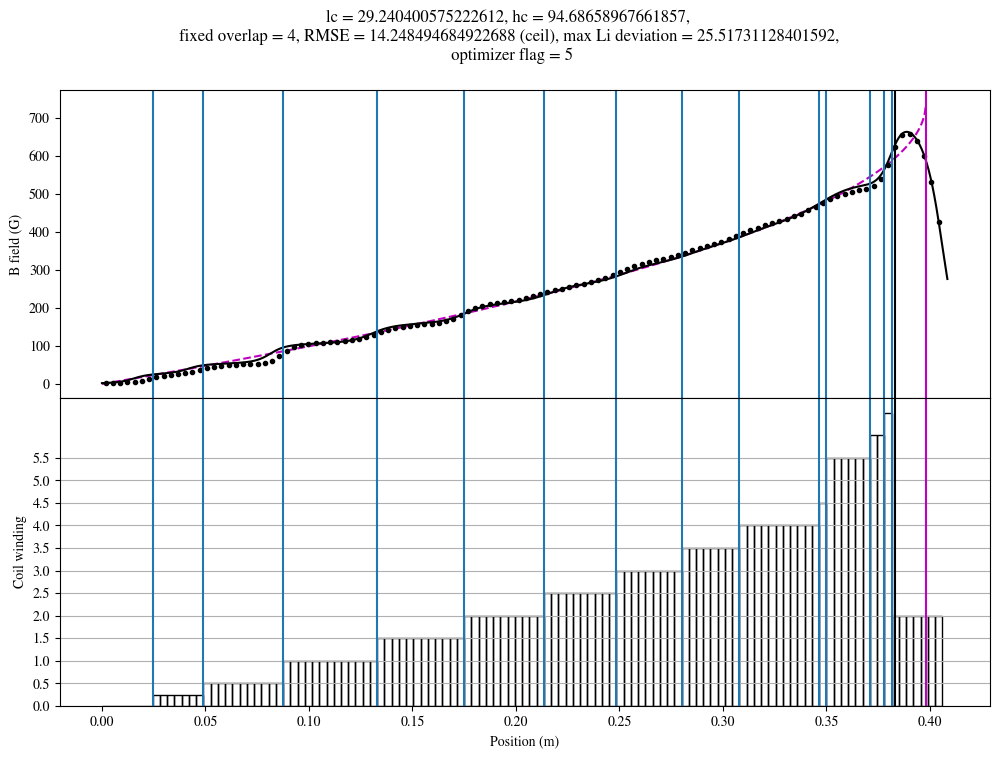 lc = 29.240400575222612, hc = 94.68658967661857,
fixed overlap = 4, RMSE = 14.248494684922688 (ceil), max Li deviation = 25.51731128401592,
optimizer flag = 5
700
600
500
400
300
200
100
0
B field (G)
5.5
5.0
4.5
4.0
3.5
3.0
2.5
2.0
1.5
1.0
0.5
0.0
Coil winding
0.00 0.05 0.10 0.15 0.20 0.25 0.30 0.35 0.40
Position (m)